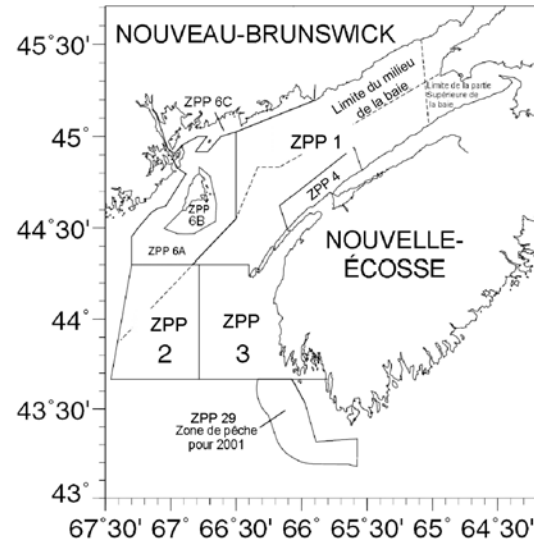 45˚30'
NOUVEAU-BRUNSWICK
ZPP 6C
Limite du milieu
de la baie
Limite de la partie
Supérieure de
la baie
45˚
ZPP 1
ZPP 4
ZPP
6B
44˚30'
ZPP 6A
NOUVELLE-
ÉCOSSE
44˚
ZPP
2
ZPP
3
43˚30'
ZPP 29
Zone de pêche
pour 2001
43˚
67˚30' 67˚ 66˚30' 66˚ 65˚30' 65˚ 64˚30'